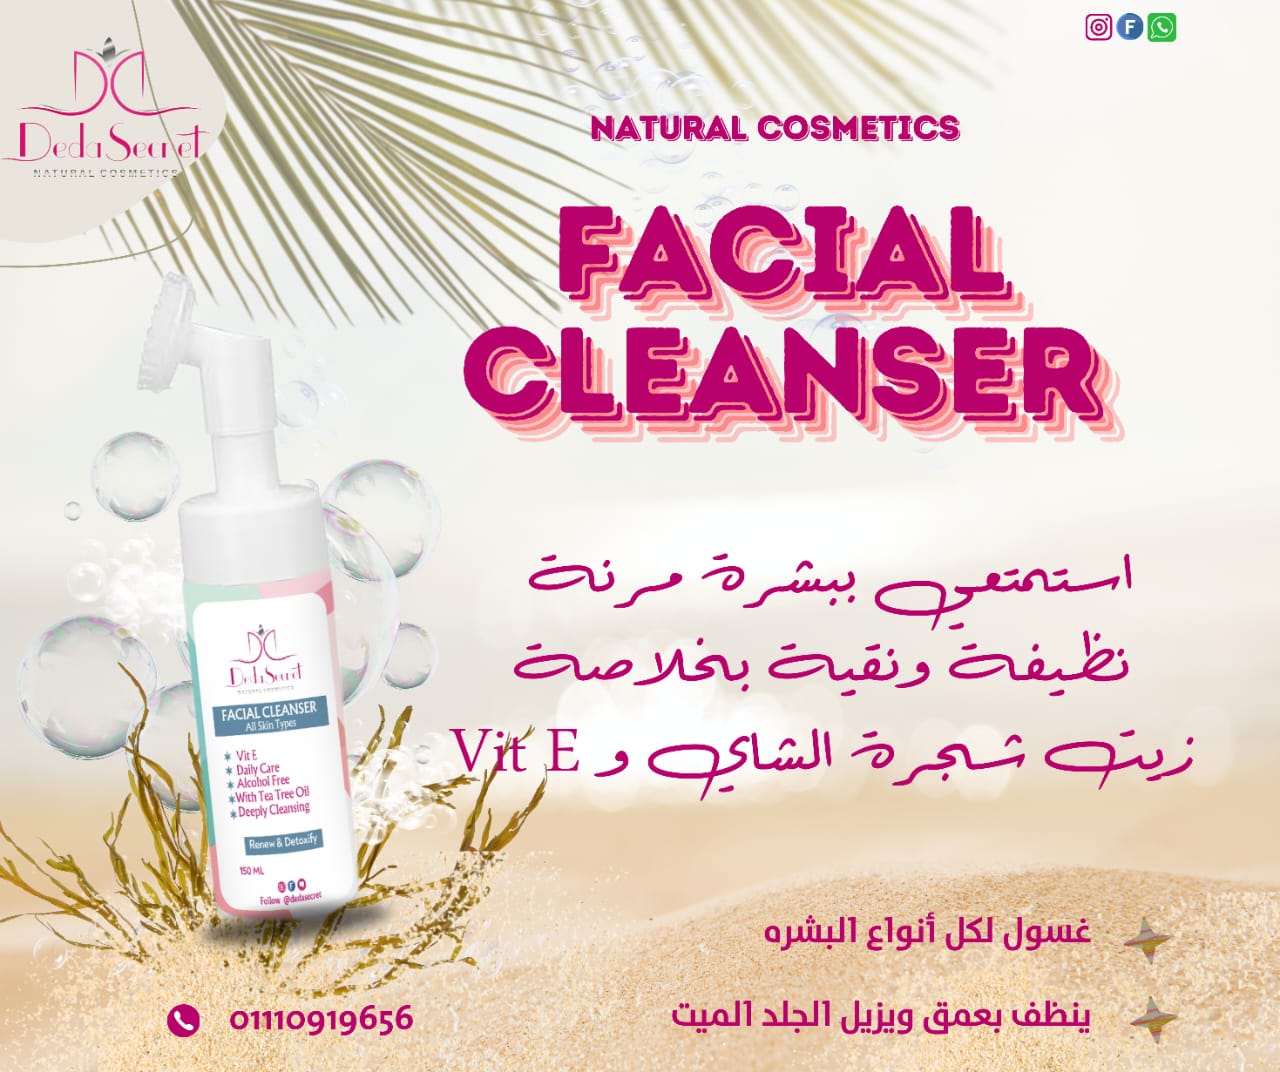 DedaSecret
NATURAL COSMETICS
NATURAL COSMETICS
FACIAL
CLEANSER
استمتعي ببشرة مرنة
نظيفة ونقية بخلاصة
زيت شجرة الشاي و Vit E
DedaSecret
NATURAL COSMETICS
FACIAL CLEANSER
All Skin Types
Vit E
Daily Care
Alcohol Free
With Tea Tree Oil
Deeply Cleansing
Renew & Detoxify
150 ML
Follow @dedasecret
غسول لكل أنواع البشره
ينظف بعمق ويزيل الجلد الميت
01110919656